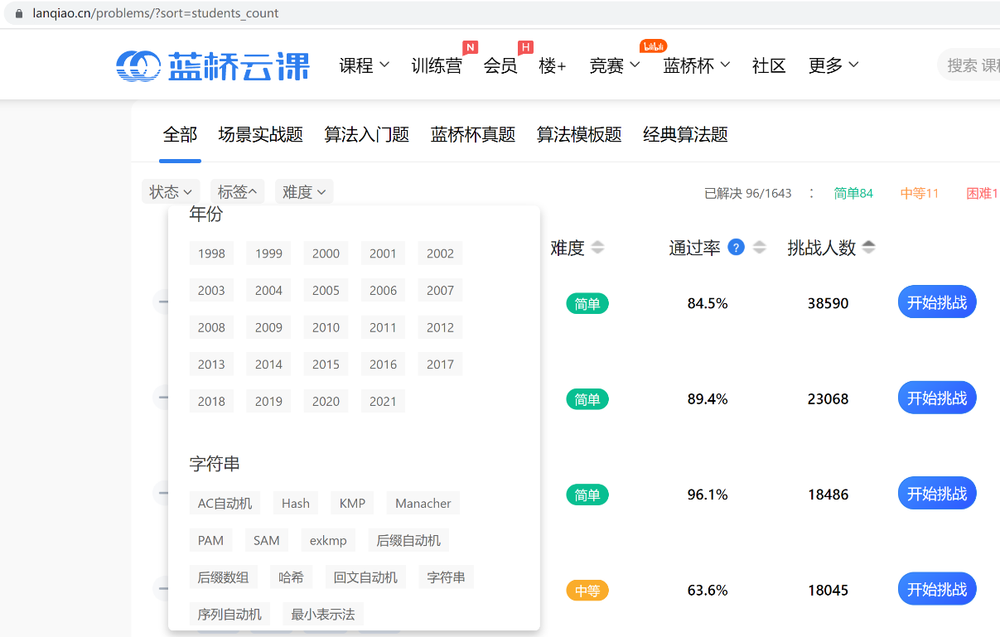 lanqiao.cn/problems/?sort=students_count
蓝桥云课 课程 训练营 N 会员 H 楼+ 竞赛 bilibili 蓝桥杯 社区 更多 搜索 课
全部 场景实战题 算法入门题 蓝桥杯真题 算法模板题 经典算法题
状态 标签 难度 已解决 96/1643 : 简单84 中等11 困难1
年份
1998 1999 2000 2001 2002
难度 通过率 ? 挑战人数
2003 2004 2005 2006 2007
简单 84.5% 38590 开始挑战
2008 2009 2010 2011 2012
2013 2014 2015 2016 2017
2018 2019 2020 2021
简单 89.4% 23068 开始挑战
字符串
AC自动机 Hash KMP Manacher
简单 96.1% 18486 开始挑战
PAM SAM exkmp 后缀自动机
后缀数组 哈希 回文自动机 字符串
中等 63.6% 18045 开始挑战
序列自动机 最小表示法